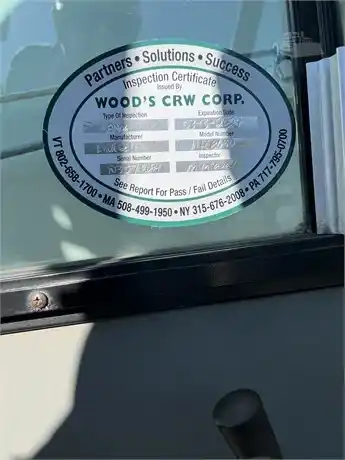 Partners • Solutions • Success
Inspection Certificate
Issued By
WOOD'S CRW CORP.
Type Of Inspection Expiration Date
Manufacturer Model Number
Serial Number Inspector
See Report For Pass / Fail Details
VT 802-658-1700 • MA 508-499-1950 • NY 315-676-2008 • PA 717-785-0700